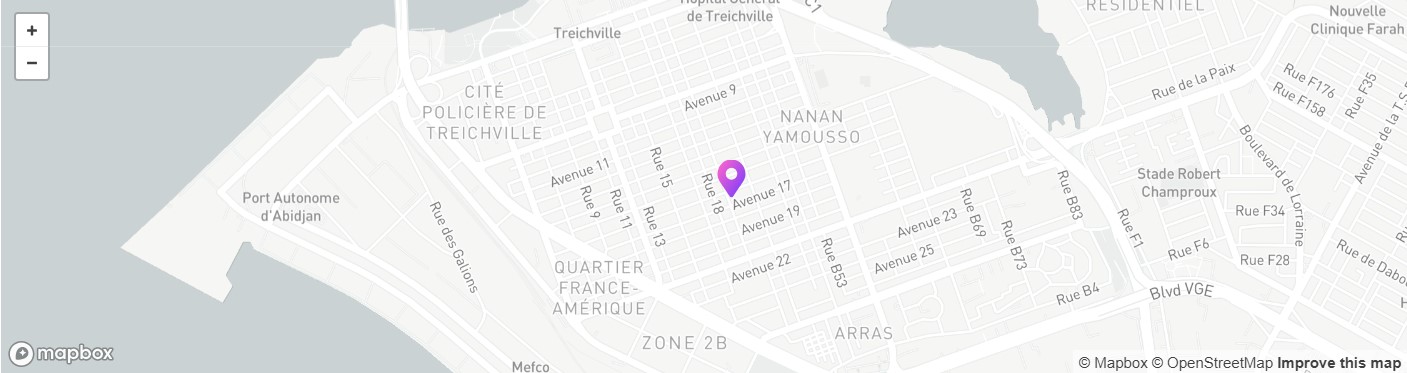 +
−
Hôpital Général
de Treichville
C1
RÉSIDENTIEL
Nouvelle
Clinique Farah
Treichville
CITÉ
POLICIÈRE DE
TREICHVILLE
Avenue 9
NANAN
YAMOUSSO
Rue de la Paix
Rue F176
Rue F158
Rue F35
Avenue de la T.S.F
Boulevard de Lorraine
Avenue 11
Rue 15
Rue 9
Rue 11
Rue 13
Rue 18
Avenue 17
Avenue 19
Port Autonome
d'Abidjan
Rue des Galions
Stade Robert
Champroux
Rue B83
Rue F1
Rue F34
Rue F6
Rue F28
Rue de Dabou
Rue B69
Rue B73
Avenue 23
Avenue 25
Rue B53
Avenue 22
QUARTIER
FRANCE-
AMÉRIQUE
Rue B4
Blvd VGE
ARRAS
ZONE 2B
Mefco
mapbox
© Mapbox © OpenStreetMap Improve this map